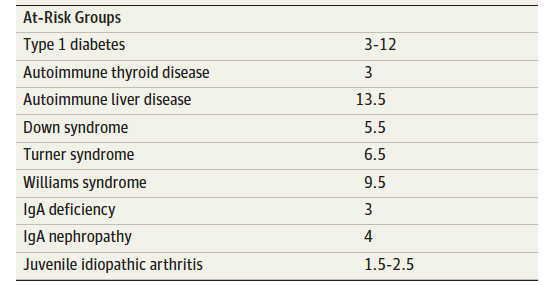 At-Risk Groups
Type 1 diabetes 3-12
Autoimmune thyroid disease 3
Autoimmune liver disease 13.5
Down syndrome 5.5
Turner syndrome 6.5
Williams syndrome 9.5
IgA deficiency 3
IgA nephropathy 4
Juvenile idiopathic arthritis 1.5-2.5